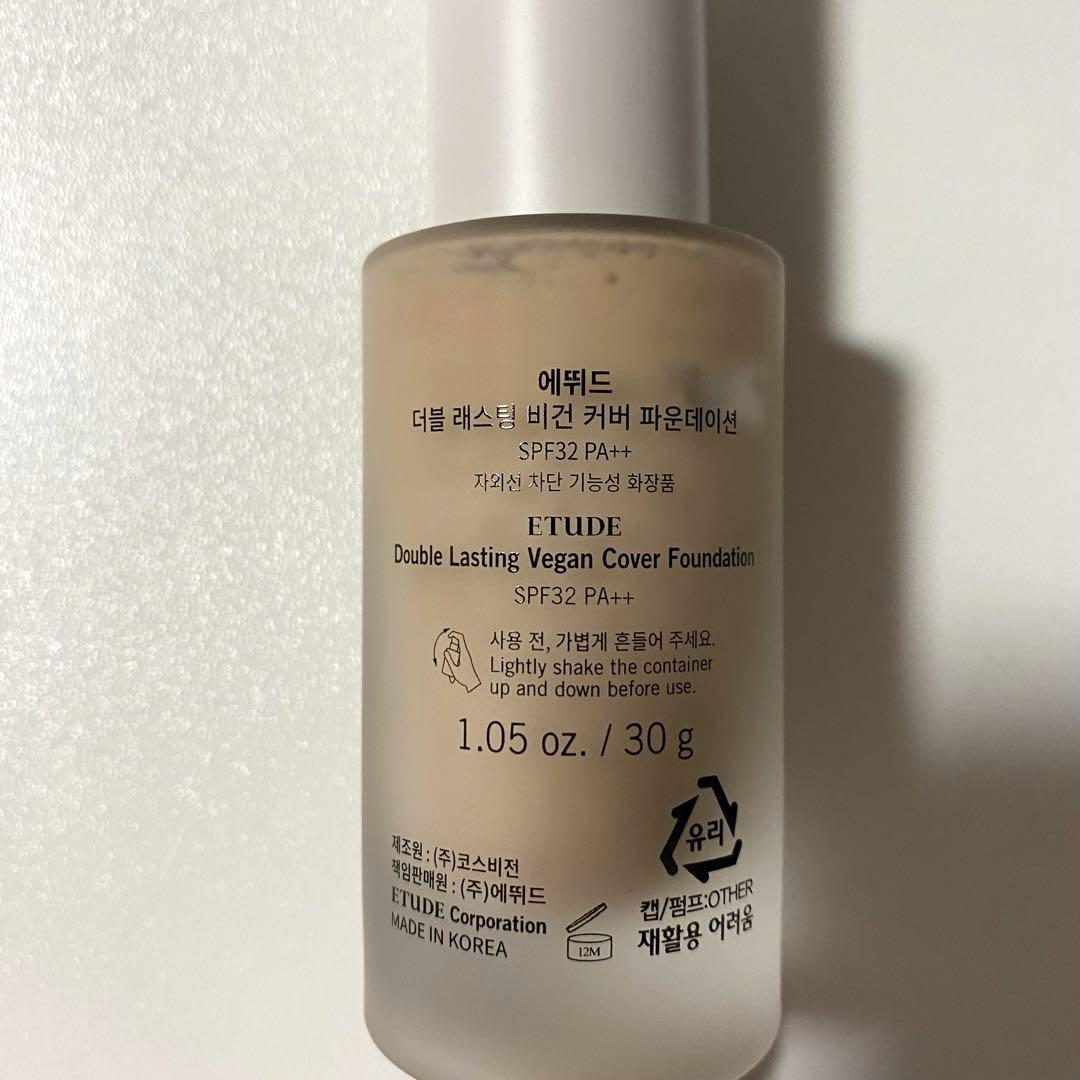 에뛰드
더블 래스팅 비건 커버 파운데이션
SPF32 PA++
자외선 차단 기능성 화장품
ETUDE
Double Lasting Vegan Cover Foundation
SPF32 PA++
사용 전, 가볍게 흔들어 주세요.
Lightly shake the container
up and down before use.
1.05 oz. / 30 g
제조원 : (주)코스비전
책임판매원 : (주)에뛰드
ETUDE Corporation
MADE IN KOREA
12M
유리
캡/펌프:OTHER
재활용 어려움